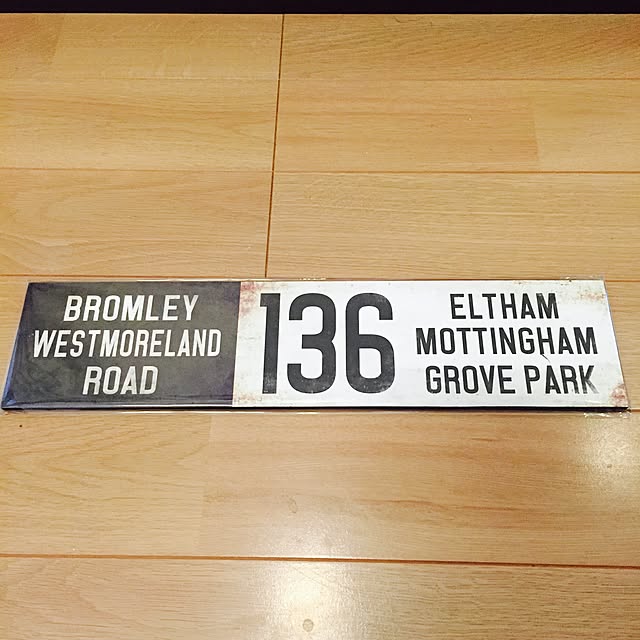 BROMLEY
WESTMORELAND
ROAD
136
ELTHAM
MOTTINGHAM
GROVE PARK